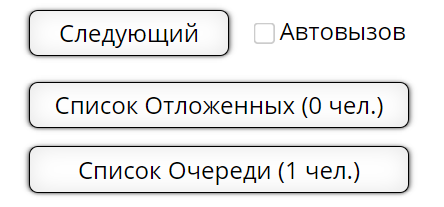 Следующий
Автовызов
Список Отложенных (0 чел.)
Список Очереди (1 чел.)